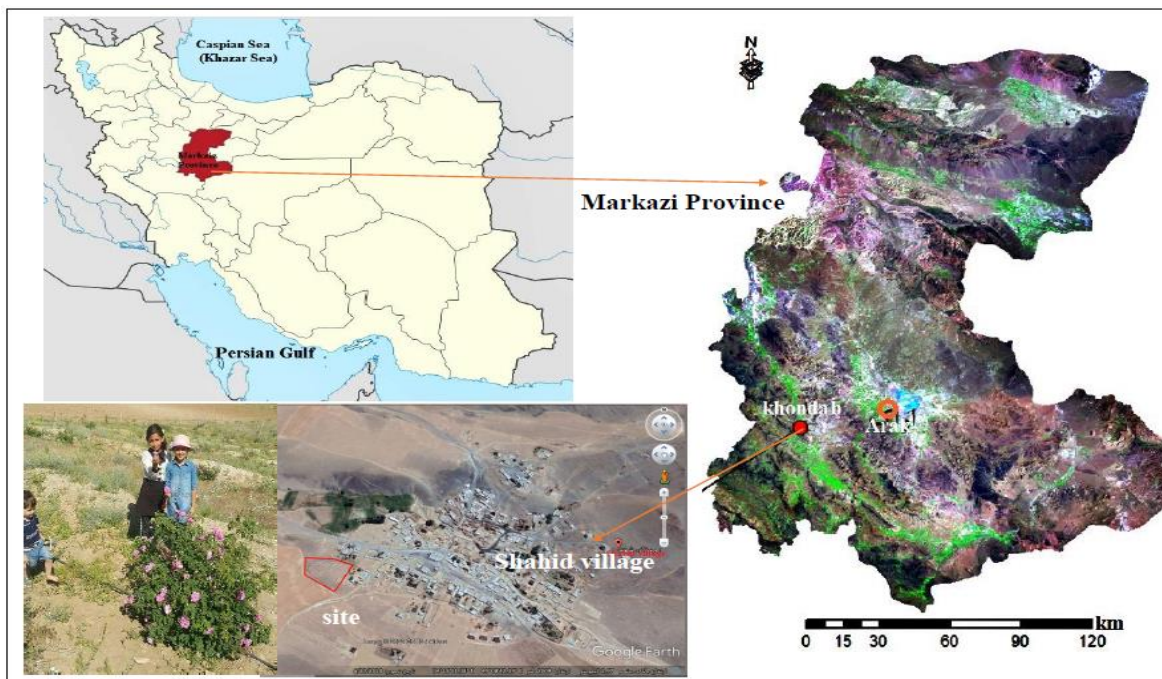 Caspian Sea
(Khazar Sea)
Markazi
Province
Persian Gulf
N
Markazi Province
khondab
Arak
Shahid village
site
Google Earth
0 15 30 60 90 120
km